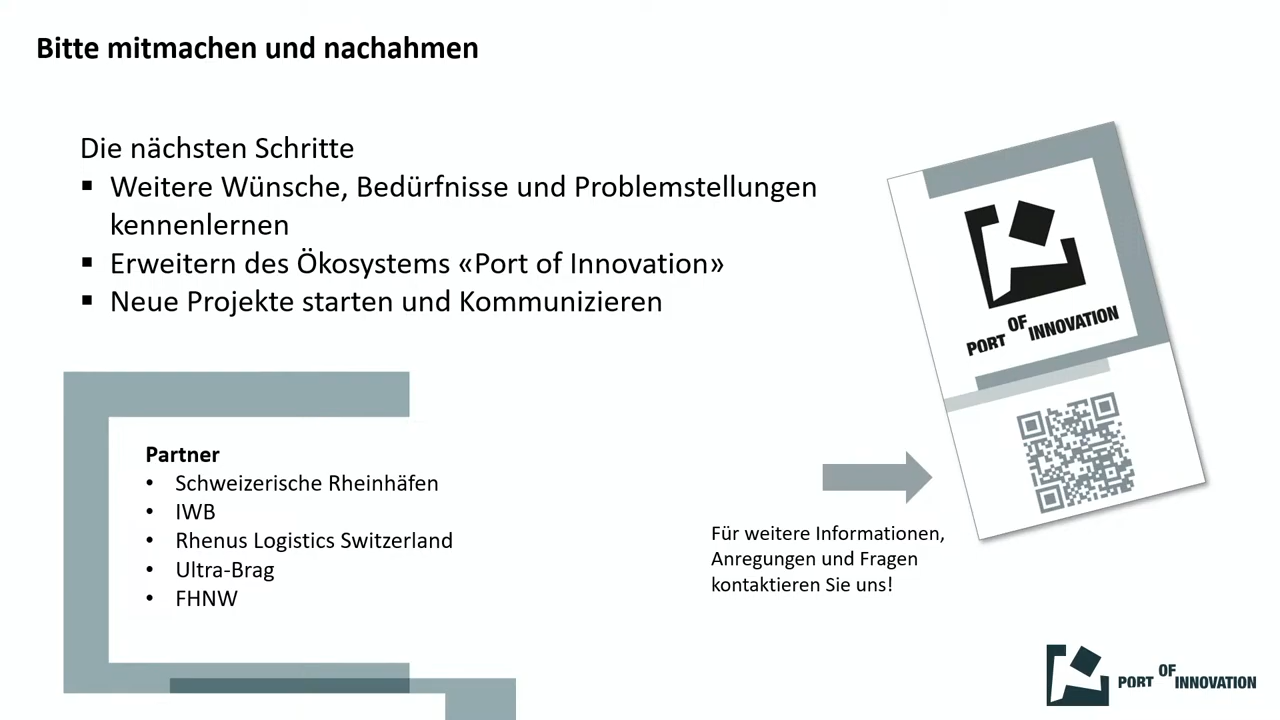 Bitte mitmachen und nachahmen
Die nächsten Schritte
▪ Weitere Wünsche, Bedürfnisse und Problemstellungen
kennenlernen
▪ Erweitern des Ökosystems «Port of Innovation»
▪ Neue Projekte starten und Kommunizieren
PORT OF INNOVATION
Partner
• Schweizerische Rheinhäfen
• IWB
• Rhenus Logistics Switzerland
• Ultra-Brag
• FHNW
Für weitere Informationen,
Anregungen und Fragen
kontaktieren Sie uns!
PORT OF INNOVATION